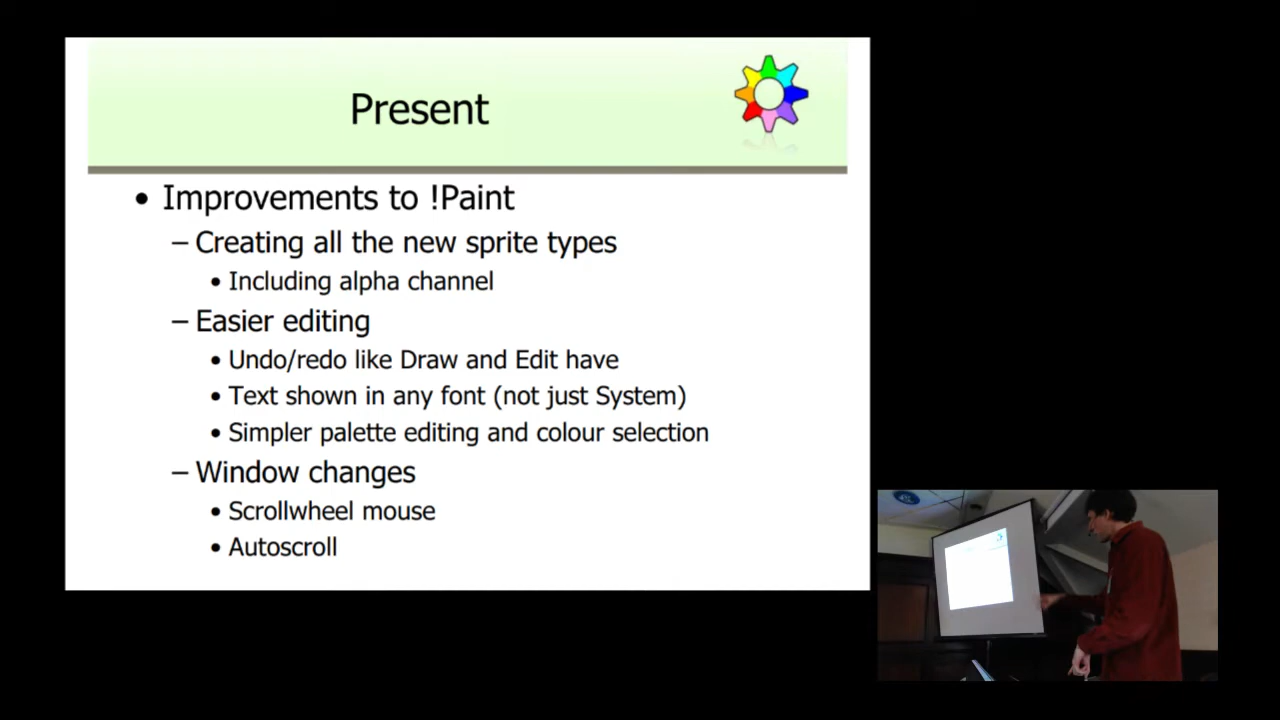 Present
• Improvements to !Paint
– Creating all the new sprite types
• Including alpha channel
– Easier editing
• Undo/redo like Draw and Edit have
• Text shown in any font (not just System)
• Simpler palette editing and colour selection
– Window changes
• Scrollwheel mouse
• Autoscroll